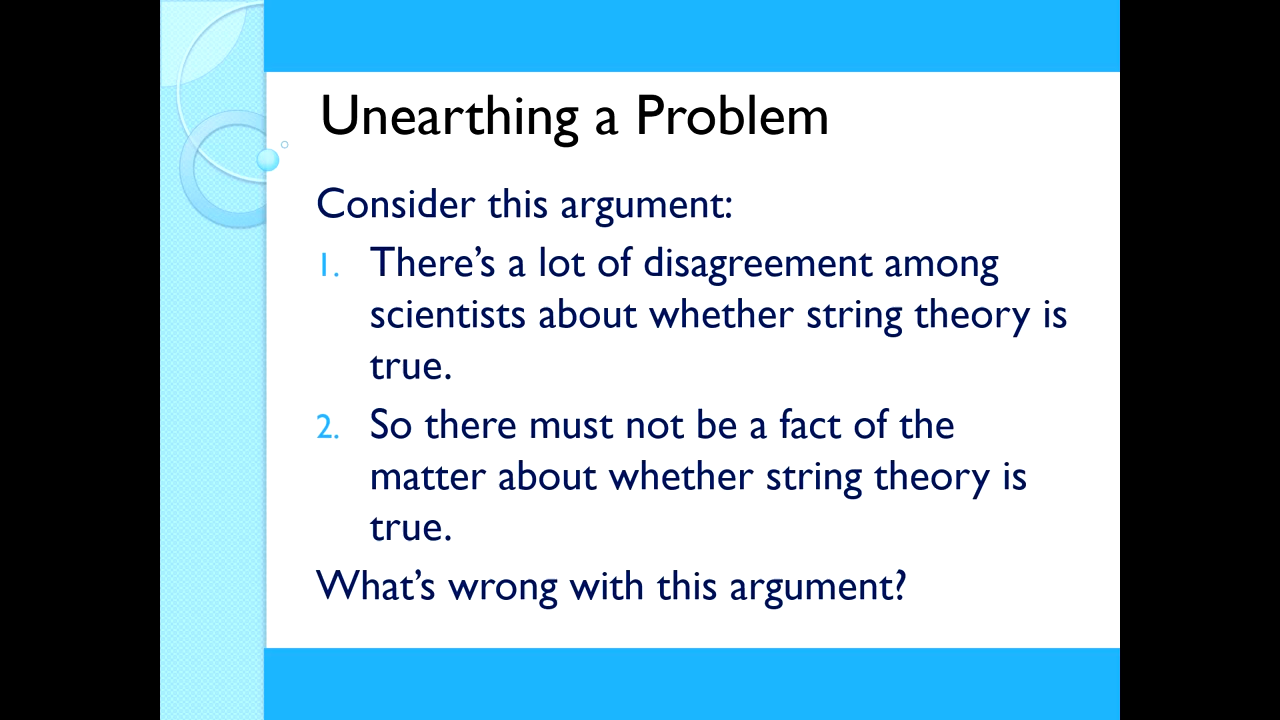 Unearthing a Problem
Consider this argument:
1. There's a lot of disagreement among
scientists about whether string theory is
true.
2. So there must not be a fact of the
matter about whether string theory is
true.
What's wrong with this argument?